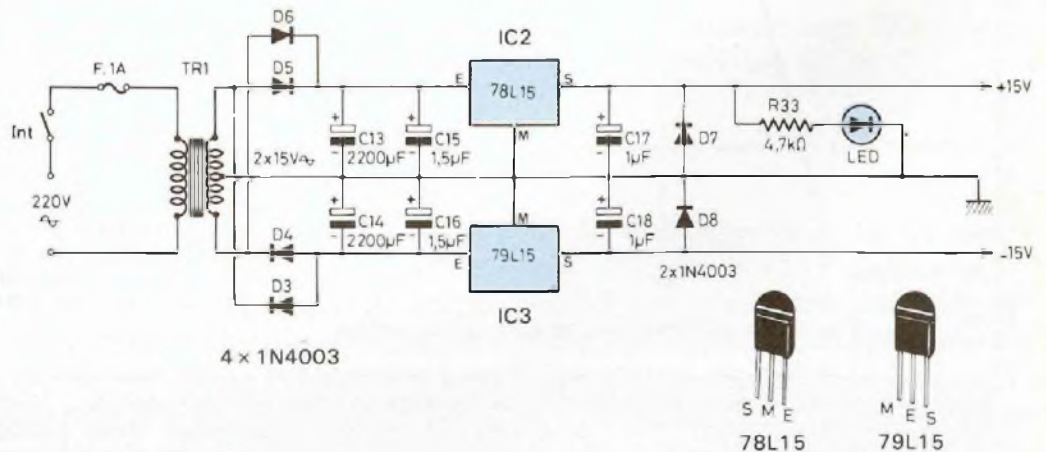 D6
F.1A
TR1
D5
IC2
E
78L15
S
+15V
Int
R33
4,7kΩ
LED
M
2x15V
C13
2200µF
C15
1,5µF
C17
1µF
D7
220V
C14
2200µF
C16
1,5µF
M
C18
1µF
D8
D4
E
79L15
S
-15V
D3
2x1N4003
IC3
4 x 1N4003
S M E
M E S
78L15
79L15